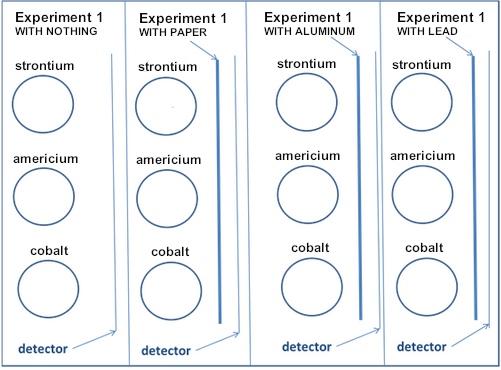 Experiment 1
WITH NOTHING
strontium
americium
cobalt
detector
Experiment 1
WITH PAPER
strontium
americium
cobalt
detector
Experiment 1
WITH ALUMINUM
strontium
americium
cobalt
detector
Experiment 1
WITH LEAD
strontium
americium
cobalt
detector